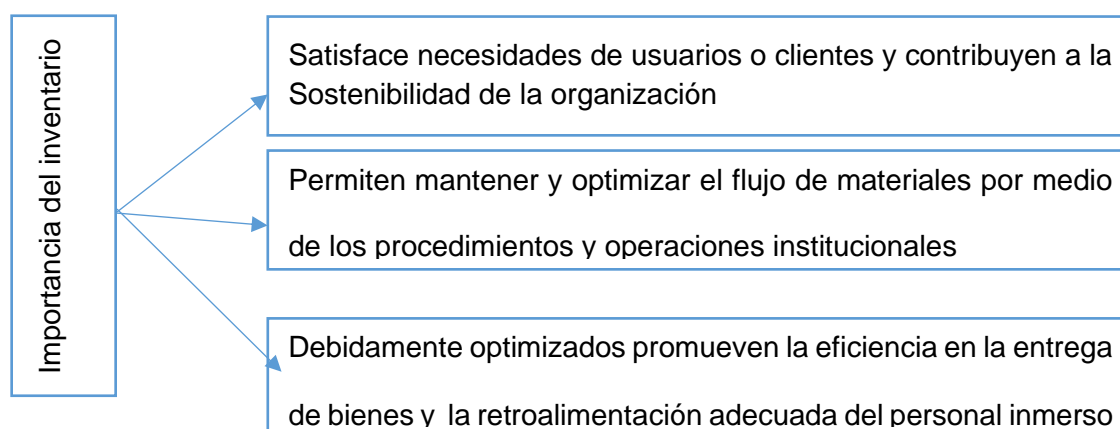 Importancia del inventario
Satisface necesidades de usuarios o clientes y contribuyen a la
Sostenibilidad de la organización
Permiten mantener y optimizar el flujo de materiales por medio
de los procedimientos y operaciones institucionales
Debidamente optimizados promueven la eficiencia en la entrega
de bienes y la retroalimentación adecuada del personal inmerso